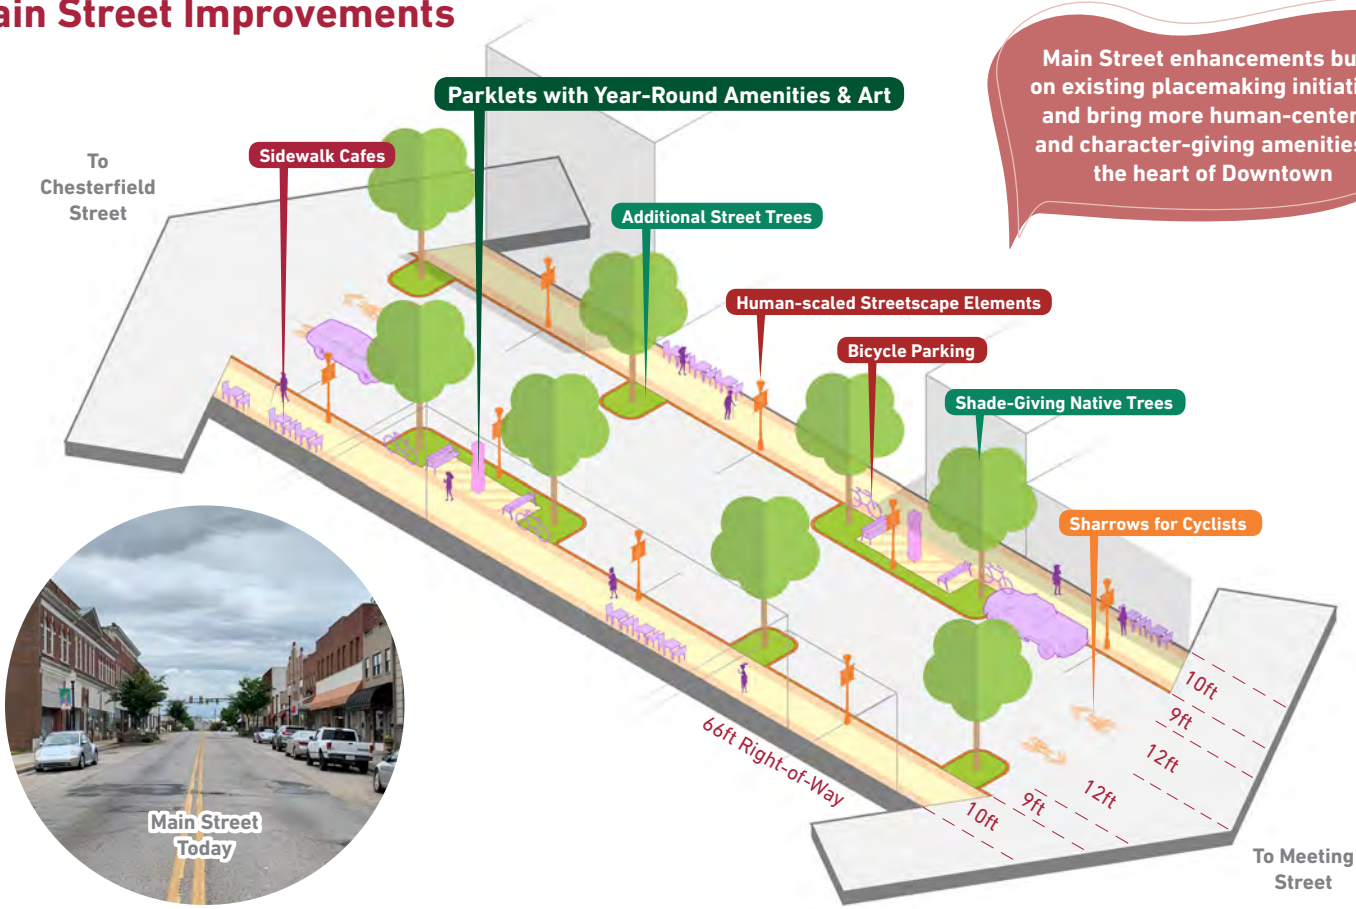 ain Street Improvements
Main Street enhancements bu
on existing placemaking initiati
and bring more human-center
and character-giving amenities
the heart of Downtown
Parklets with Year-Round Amenities & Art
Sidewalk Cafes
To
Chesterfield
Street
Additional Street Trees
Human-scaled Streetscape Elements
Bicycle Parking
Shade-Giving Native Trees
Sharrows for Cyclists
10ft
9ft
12ft
12ft
9ft
10ft
66ft Right-of-Way
Main Street
Today
To Meeting
Street